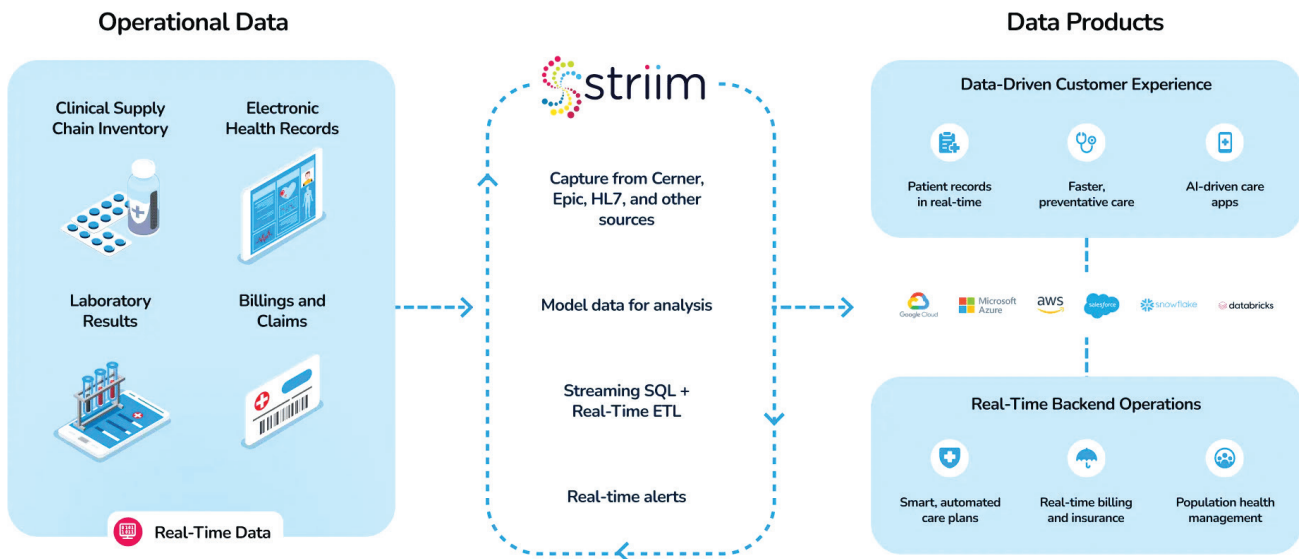 Operational Data
Clinical Supply
Chain Inventory
Electronic
Health Records
Laboratory
Results
Billings and
Claims
Real-Time Data
striim
Capture from Cerner,
Epic, HL7, and other
sources
Model data for analysis
Streaming SQL +
Real-Time ETL
Real-time alerts
Data Products
Data-Driven Customer Experience
Patient records
in real-time
Faster,
preventative care
AI-driven care
apps
Google Cloud
Microsoft
Azure
aws
salesforce
snowflake
databricks
Real-Time Backend Operations
Smart, automated
care plans
Real-time billing
and insurance
Population health
management